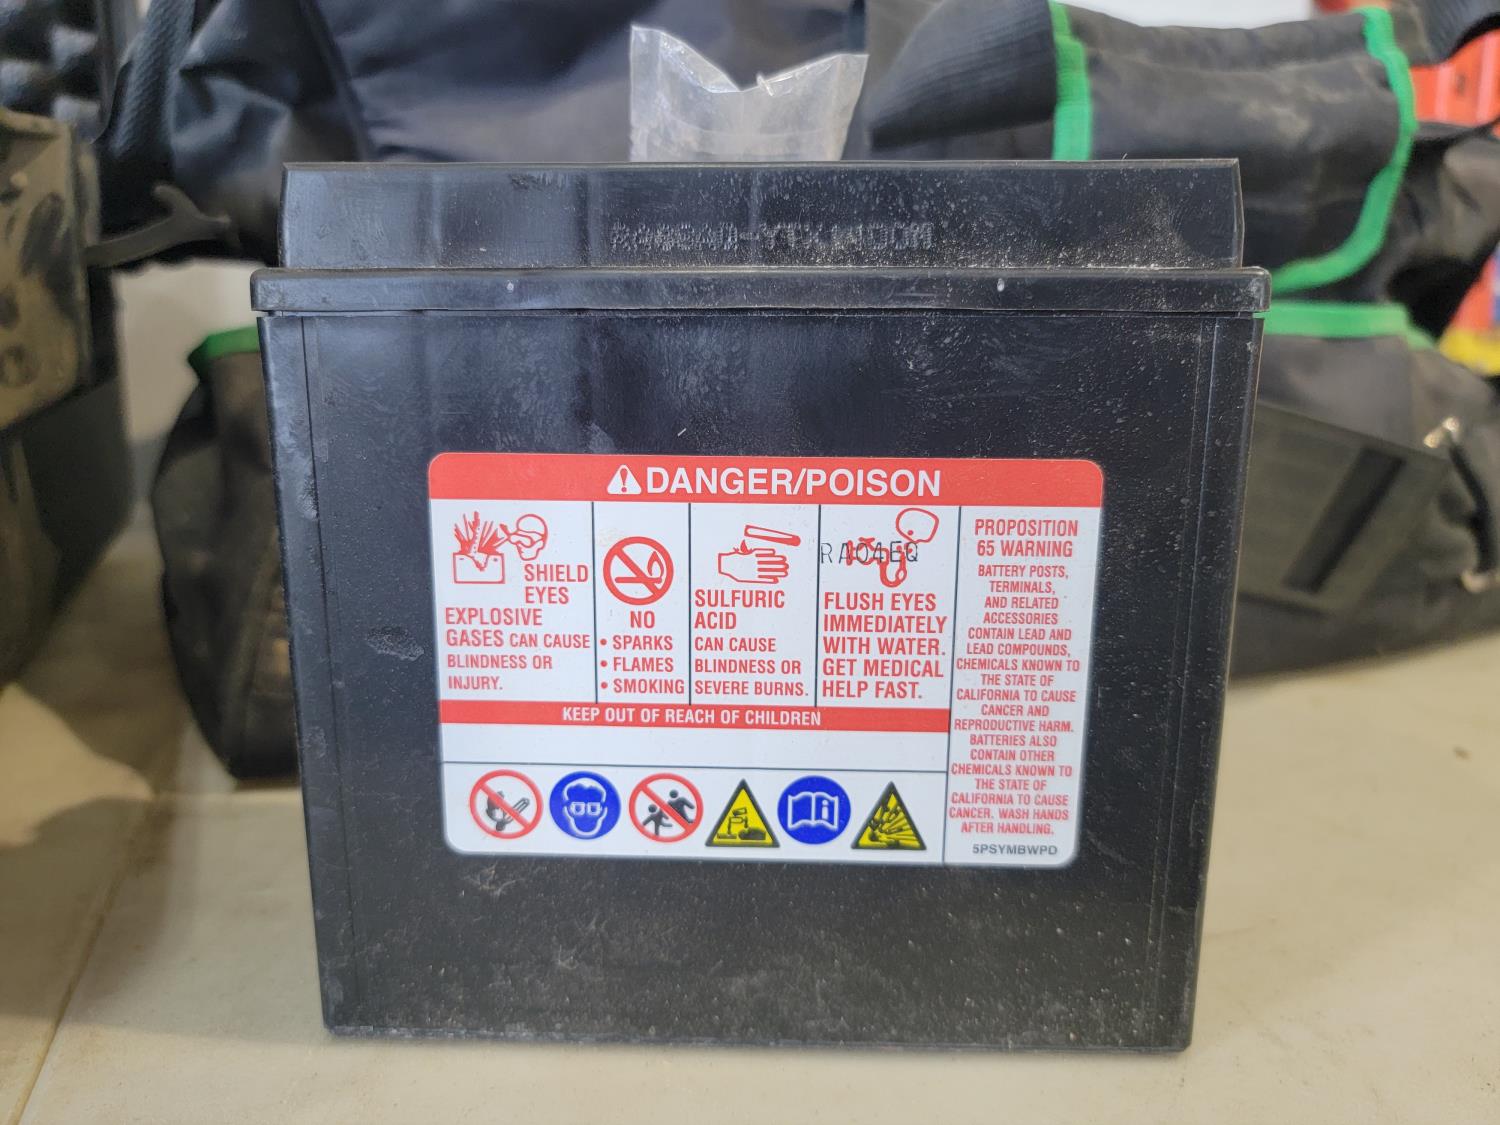 DANGER/POISON
SHIELD
EYES
EXPLOSIVE
GASES CAN CAUSE
BLINDNESS OR
INJURY.
NO
• SPARKS
• FLAMES
• SMOKING
SULFURIC
ACID
CAN CAUSE
BLINDNESS OR
SEVERE BURNS.
RA04EQ
FLUSH EYES
IMMEDIATELY
WITH WATER.
GET MEDICAL
HELP FAST.
KEEP OUT OF REACH OF CHILDREN
PROPOSITION
65 WARNING
BATTERY POSTS,
TERMINALS,
AND RELATED
ACCESSORIES
CONTAIN LEAD AND
LEAD COMPOUNDS,
CHEMICALS KNOWN TO
THE STATE OF
CALIFORNIA TO CAUSE
CANCER AND
REPRODUCTIVE HARM.
BATTERIES ALSO
CONTAIN OTHER
CHEMICALS KNOWN TO
THE STATE OF
CALIFORNIA TO CAUSE
CANCER. WASH HANDS
AFTER HANDLING.
5PSYMBWPD